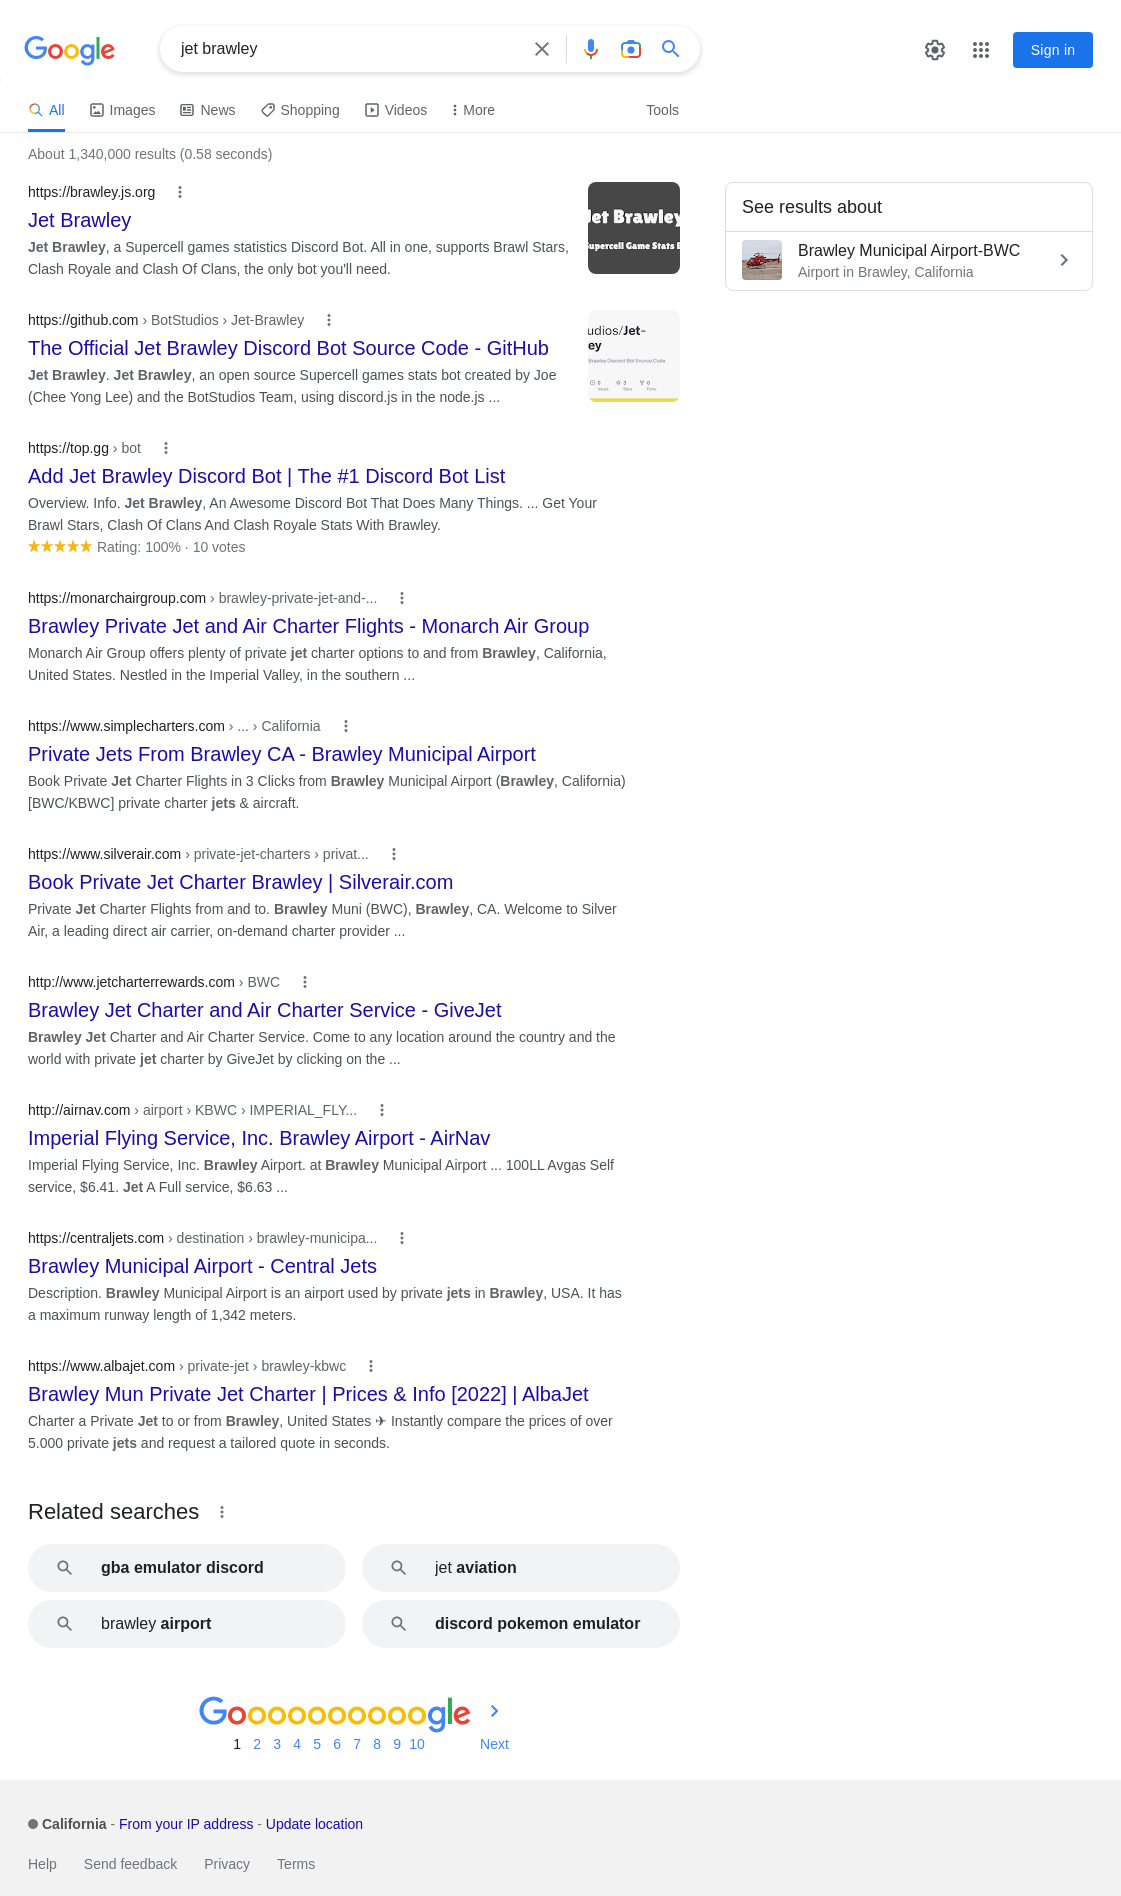 Google
jet brawley
Sign in
All
Images
News
Shopping
Videos
More
Tools
About 1,340,000 results (0.58 seconds)
https://brawley.js.org
Jet Brawley
Jet Brawley, a Supercell games statistics Discord Bot. All in one, supports Brawl Stars,
Clash Royale and Clash Of Clans, the only bot you'll need.
Jet Brawley
Supercell Game Stats B
See results about
Brawley Municipal Airport-BWC
Airport in Brawley, California
https://github.com › BotStudios › Jet-Brawley
The Official Jet Brawley Discord Bot Source Code - GitHub
Jet Brawley. Jet Brawley, an open source Supercell games stats bot created by Joe
(Chee Yong Lee) and the BotStudios Team, using discord.js in the node.js ...
udios/Jet-
ey
Brawley Discord Bot Source Code
https://top.gg › bot
Add Jet Brawley Discord Bot | The #1 Discord Bot List
Overview. Info. Jet Brawley, An Awesome Discord Bot That Does Many Things. ... Get Your
Brawl Stars, Clash Of Clans And Clash Royale Stats With Brawley.
Rating: 100% · 10 votes
https://monarchairgroup.com › brawley-private-jet-and-...
Brawley Private Jet and Air Charter Flights - Monarch Air Group
Monarch Air Group offers plenty of private jet charter options to and from Brawley, California,
United States. Nestled in the Imperial Valley, in the southern ...
https://www.simplecharters.com › ... › California
Private Jets From Brawley CA - Brawley Municipal Airport
Book Private Jet Charter Flights in 3 Clicks from Brawley Municipal Airport (Brawley, California)
[BWC/KBWC] private charter jets & aircraft.
https://www.silverair.com › private-jet-charters › privat...
Book Private Jet Charter Brawley | Silverair.com
Private Jet Charter Flights from and to. Brawley Muni (BWC), Brawley, CA. Welcome to Silver
Air, a leading direct air carrier, on-demand charter provider ...
http://www.jetcharterrewards.com › BWC
Brawley Jet Charter and Air Charter Service - GiveJet
Brawley Jet Charter and Air Charter Service. Come to any location around the country and the
world with private jet charter by GiveJet by clicking on the ...
http://airnav.com › airport › KBWC › IMPERIAL_FLY...
Imperial Flying Service, Inc. Brawley Airport - AirNav
Imperial Flying Service, Inc. Brawley Airport. at Brawley Municipal Airport ... 100LL Avgas Self
service, $6.41. Jet A Full service, $6.63 ...
https://centraljets.com › destination › brawley-municipa...
Brawley Municipal Airport - Central Jets
Description. Brawley Municipal Airport is an airport used by private jets in Brawley, USA. It has
a maximum runway length of 1,342 meters.
https://www.albajet.com › private-jet › brawley-kbwc
Brawley Mun Private Jet Charter | Prices & Info [2022] | AlbaJet
Charter a Private Jet to or from Brawley, United States ✈ Instantly compare the prices of over
5.000 private jets and request a tailored quote in seconds.
Related searches
gba emulator discord
jet aviation
brawley airport
discord pokemon emulator
Goooooooooogle
1 2 3 4 5 6 7 8 9 10 Next
California - From your IP address - Update location
Help Send feedback Privacy Terms